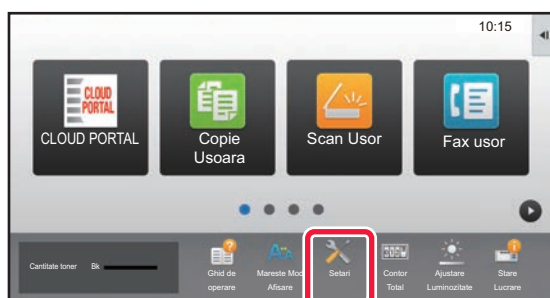 10:15
CLOUD
PORTAL
CLOUD PORTAL
Copie
Usoara
Scan Usor
Fax usor
Cantitate toner Bk
Ghid de
operare
Mareste Mod
Afisare
Setari
Contor
Total
Ajustare
Luminozitate
Stare
Lucrare